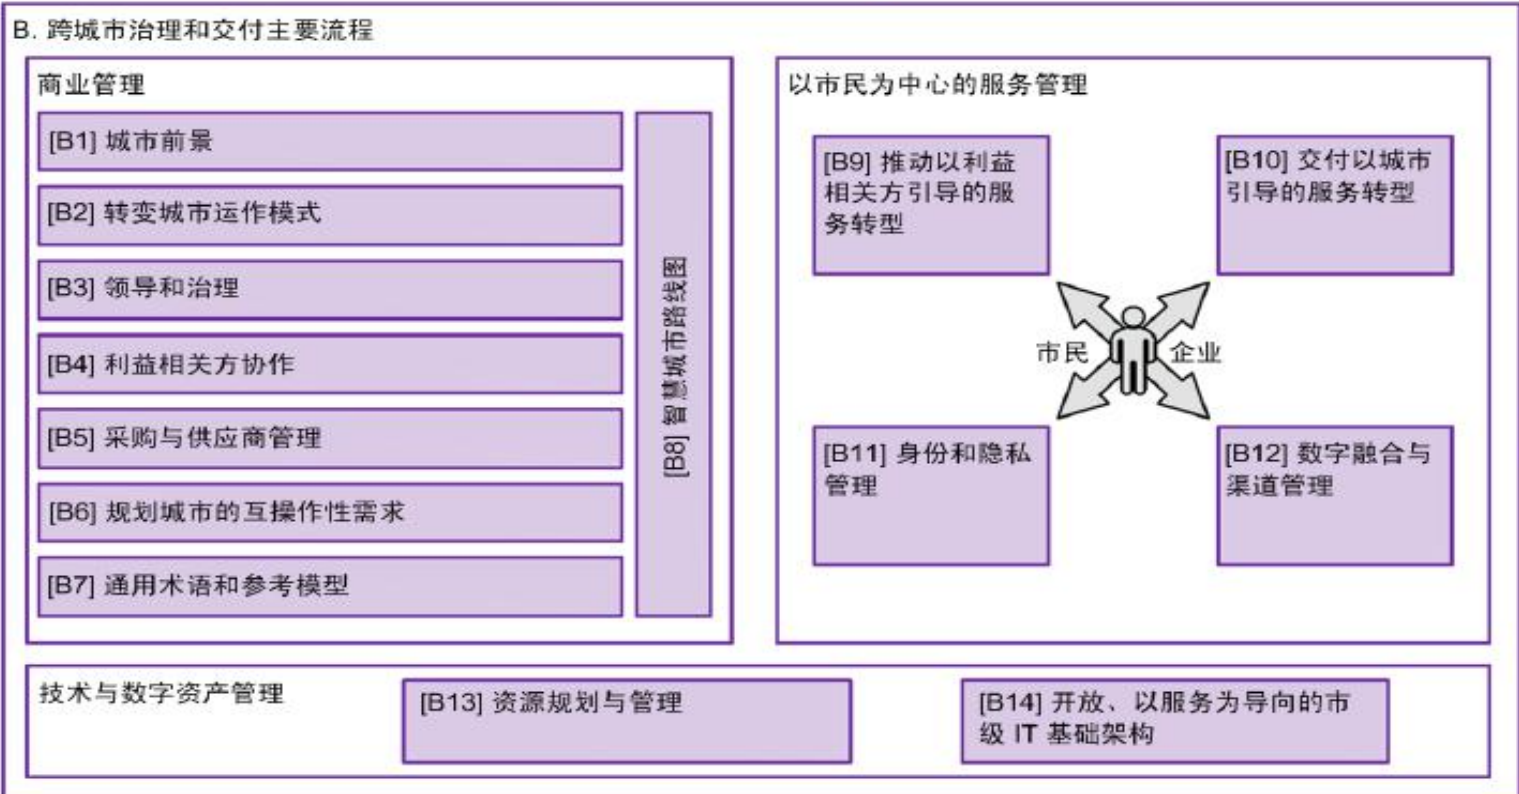 B. 跨城市治理和交付主要流程
商业管理
[B1] 城市前景
[B2] 转变城市运作模式
[B3] 领导和治理
[B4] 利益相关方协作
[B5] 采购与供应商管理
[B6] 规划城市的互操作性需求
[B7] 通用术语和参考模型
[B8] 智慧城市路线图
以市民为中心的服务管理
[B9] 推动以利益
相关方引导的服
务转型
[B10] 交付以城市
引导的服务转型
市民
企业
[B11] 身份和隐私
管理
[B12] 数字融合与
渠道管理
技术与数字资产管理
[B13] 资源规划与管理
[B14] 开放、以服务为导向的市
级 IT 基础架构